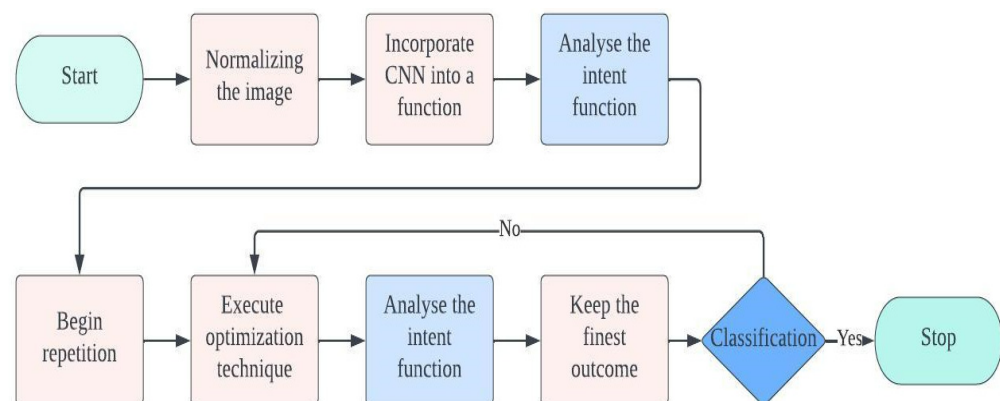 Start
Normalizing
the image
Incorporate
CNN into a
function
Analyse the
intent
function
No
Begin
repetition
Execute
optimization
technique
Analyse the
intent
function
Keep the
finest
outcome
Classification
Yes
Stop